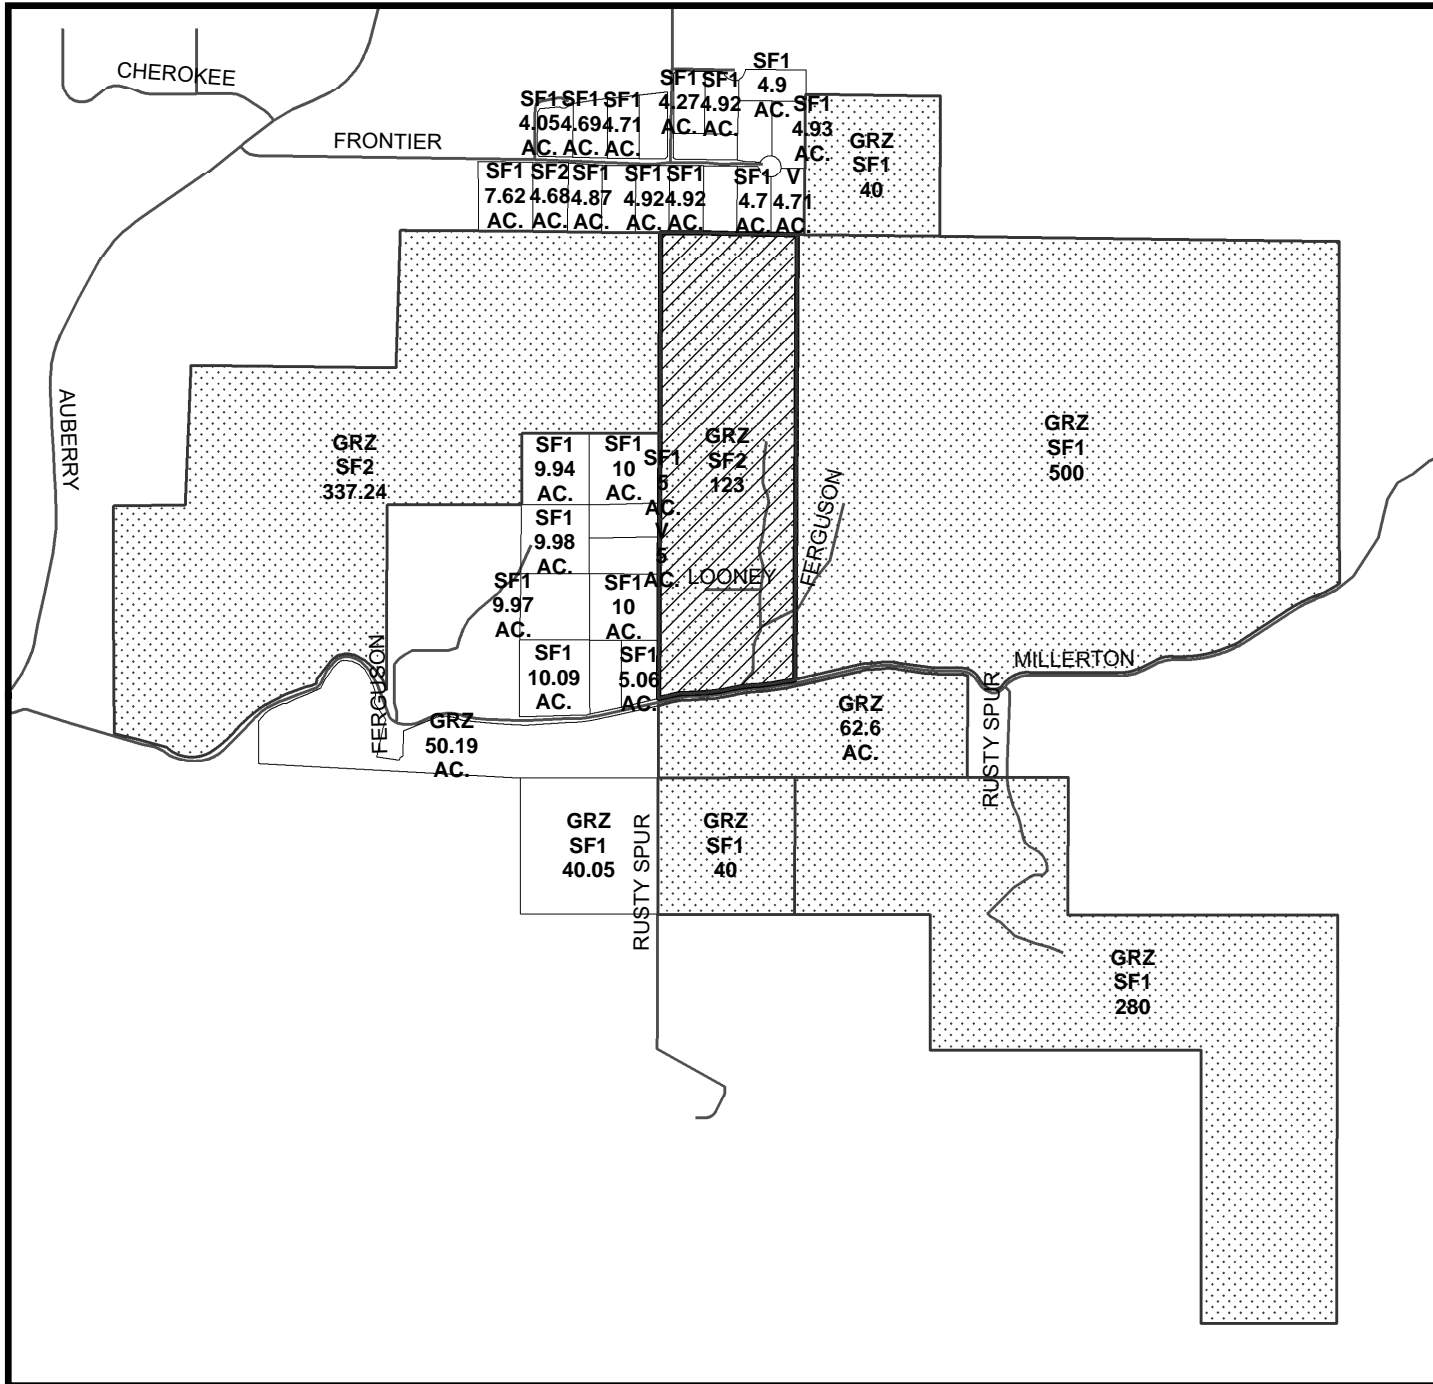 CHEROKEE
FRONTIER
AUBERRY
SF1
4.05
AC.
SF1
4.69
AC.
SF1
4.71
AC.
SF1
4.27
AC.
SF1
4.92
AC.
SF1
4.9
AC.
SF1
4.93
AC.
GRZ
SF1
40
SF1
7.62
AC.
SF2
4.68
AC.
SF1
4.87
AC.
SF1
4.92
AC.
SF1
4.92
AC.
SF1
4.7
AC.
V
4.71
AC.
GRZ
SF2
337.24
SF1
9.94
AC.
SF1
10
AC.
SF1
5
AC.
V
5
AC.
GRZ
SF2
123
GRZ
SF1
500
SF1
9.98
AC.
SF1
9.97
AC.
SF1
10
AC.
LOONEY
FERGUSON
SF1
10.09
AC.
SF1
5.06
AC.
FERGUSON
MILLERTON
GRZ
50.19
AC.
GRZ
62.6
AC.
RUSTY SPUR
GRZ
SF1
40.05
RUSTY SPUR
GRZ
SF1
40
GRZ
SF1
280